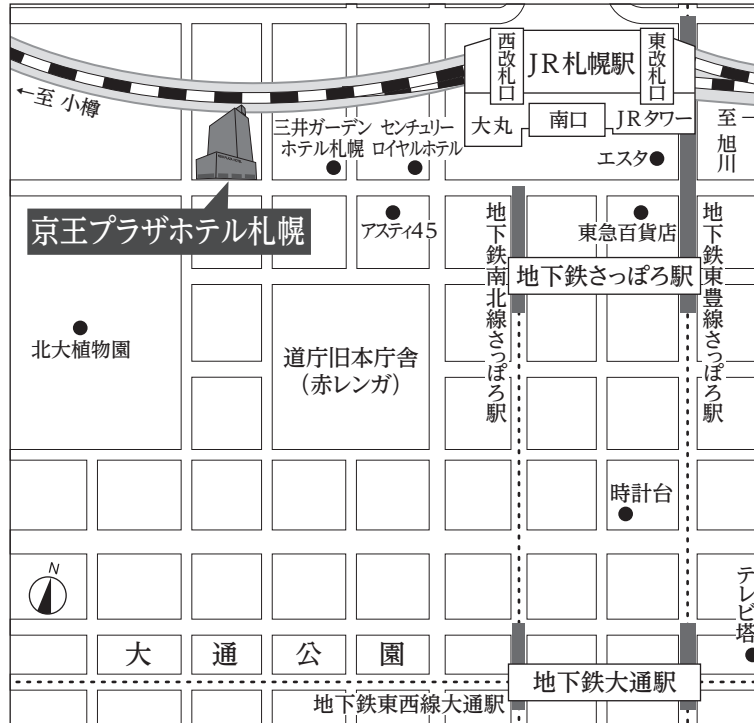 西改札口
JR札幌駅
東改札口
←至 小樽
三井ガーデン
ホテル札幌
センチュリー
ロイヤルホテル
大丸
南口
JRタワー
至→
旭川
エスタ
京王プラザホテル札幌
アスティ45
東急百貨店
地下鉄南北線さっぽろ駅
地下鉄さっぽろ駅
地下鉄東豊線さっぽろ駅
北大植物園
道庁旧本庁舎
（赤レンガ）
時計台
N
テレビ塔
大通公園
地下鉄大通駅
地下鉄東西線大通駅